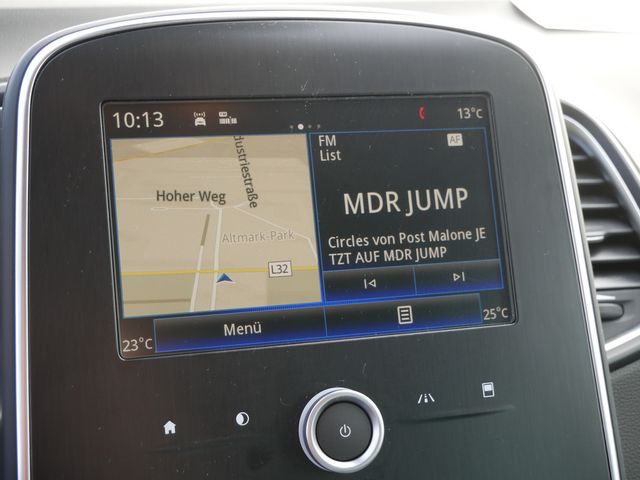 10:13
13°C
dustriestraße
Hoher Weg
Altmark-Park
L32
FM
AF
List
MDR JUMP
Circles von Post Malone JE
TZT AUF MDR JUMP
Menü
23°C
25°C